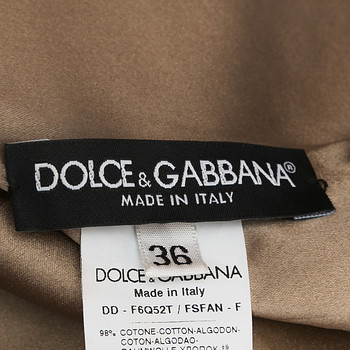 DOLCE & GABBANA®
MADE IN ITALY
36
DOLCE & GABBANA
Made in Italy
DD - F6Q52T / FSFAN - F
98% COTONE-COTTON-ALGODON-
COTON-ALGODAO-